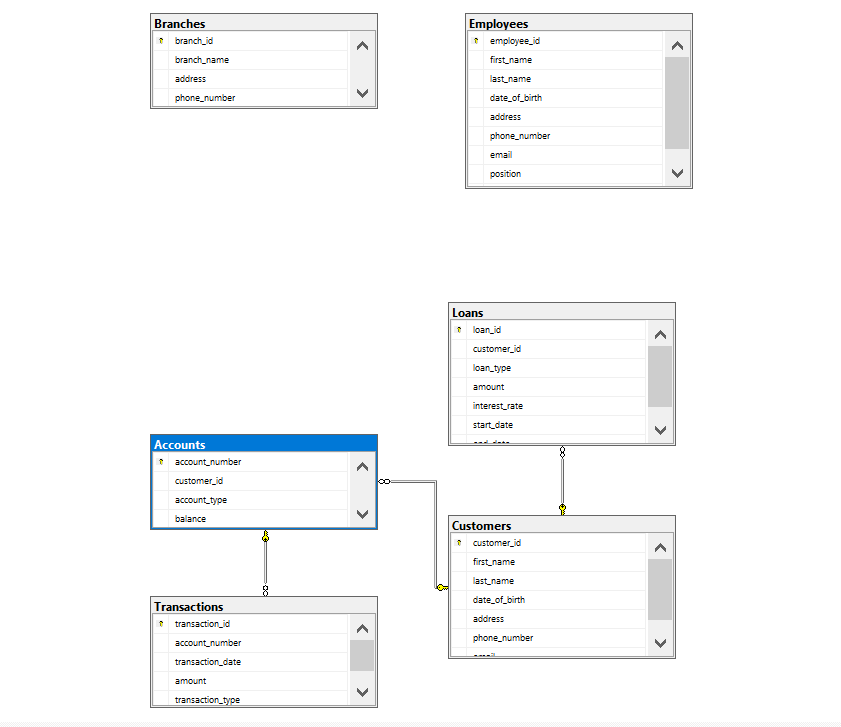 Branches
branch_id
branch_name
address
phone_number
Employees
employee_id
first_name
last_name
date_of_birth
address
phone_number
email
position
Loans
loan_id
customer_id
loan_type
amount
interest_rate
start_date
end_date
Accounts
account_number
customer_id
account_type
balance
Customers
customer_id
first_name
last_name
date_of_birth
address
phone_number
email
Transactions
transaction_id
account_number
transaction_date
amount
transaction_type